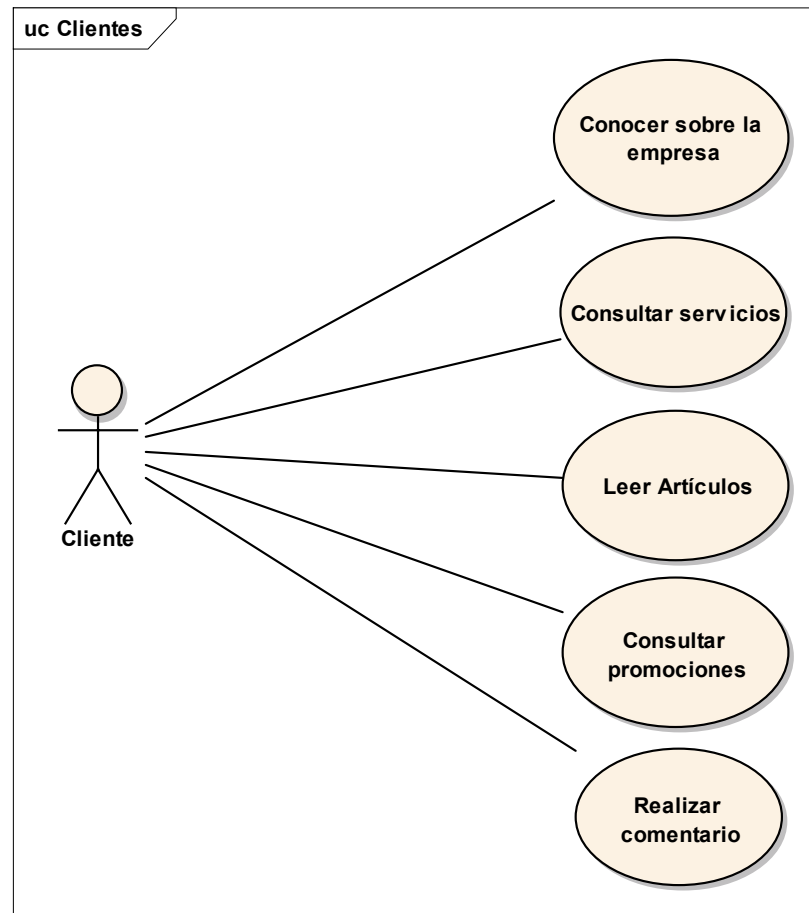 uc Clientes
Conocer sobre la
empresa
Consultar servicios
Leer Artículos
Cliente
Consultar
promociones
Realizar
comentario